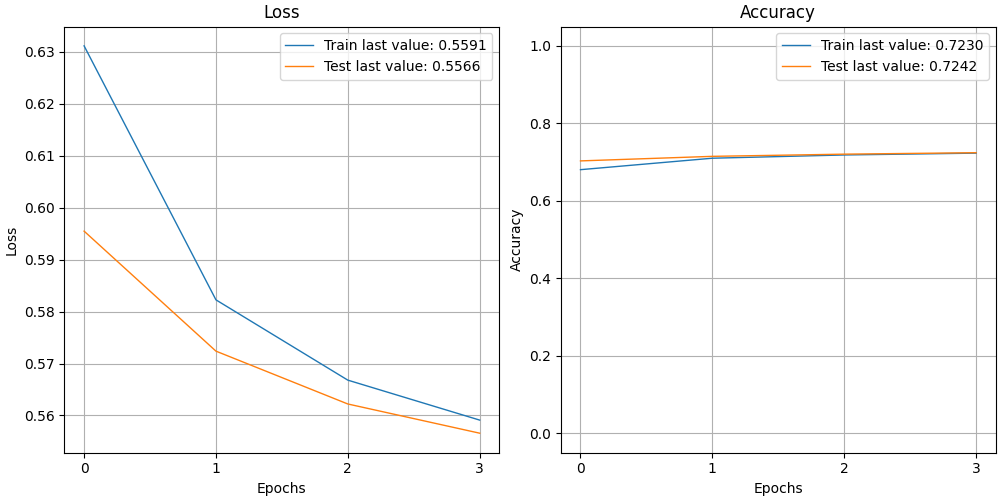 Loss
Train last value: 0.5591
Test last value: 0.5566
0.63
0.62
0.61
0.60
0.59
0.58
0.57
0.56
Loss
0
1
2
3
Epochs
Accuracy
Train last value: 0.7230
Test last value: 0.7242
1.0
0.8
0.6
0.4
0.2
0.0
Accuracy
0
1
2
3
Epochs